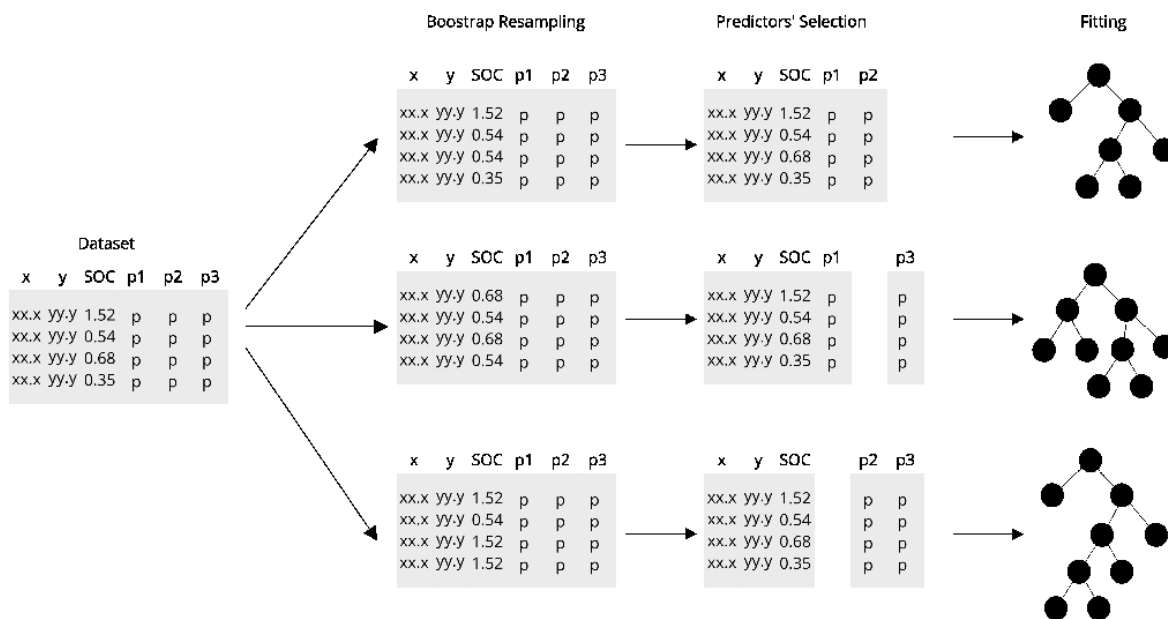 Boostrap Resampling Predictors' Selection Fitting
x y SOC p1 p2 p3 x y SOC p1 p2
xx.x yy.y 1.52 p p p xx.x yy.y 1.52 p p
xx.x yy.y 0.54 p p p xx.x yy.y 0.54 p p
xx.x yy.y 0.54 p p p xx.x yy.y 0.68 p p
xx.x yy.y 0.35 p p p xx.x yy.y 0.35 p p
Dataset
x y SOC p1 p2 p3
xx.x yy.y 1.52 p p p
xx.x yy.y 0.54 p p p
xx.x yy.y 0.68 p p p
xx.x yy.y 0.35 p p p
x y SOC p1 p2 p3 x y SOC p1 p3
xx.x yy.y 0.68 p p p xx.x yy.y 1.52 p p
xx.x yy.y 0.54 p p p xx.x yy.y 0.54 p p
xx.x yy.y 0.68 p p p xx.x yy.y 0.68 p p
xx.x yy.y 0.54 p p p xx.x yy.y 0.35 p p
x y SOC p1 p2 p3 x y SOC p2 p3
xx.x yy.y 1.52 p p p xx.x yy.y 1.52 p p
xx.x yy.y 0.54 p p p xx.x yy.y 0.54 p p
xx.x yy.y 1.52 p p p xx.x yy.y 0.68 p p
xx.x yy.y 1.52 p p p xx.x yy.y 0.35 p p